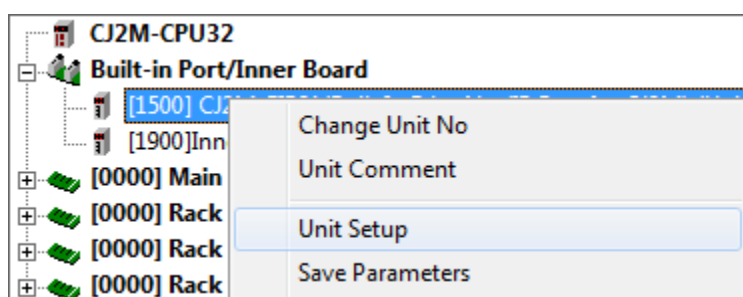 CJ2M-CPU32
Built-in Port/Inner Board
[1500] CJ2
[1900]Inn
[0000] Main
[0000] Rack
[0000] Rack
[0000] Rack
Change Unit No
Unit Comment
Unit Setup
Save Parameters